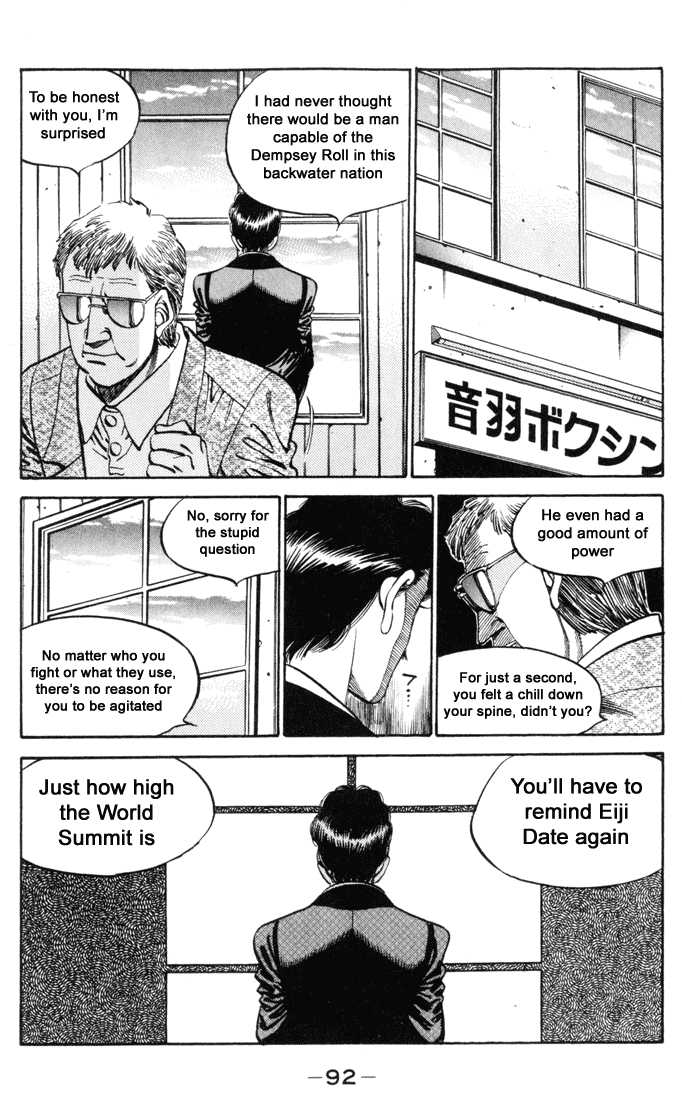 音羽ボクシン
I had never thought
there would be a man
capable of the
Dempsey Roll in this
backwater nation
To be honest
with you, I'm
surprised
He even had a
good amount of
power
For just a second,
you felt a chill down
your spine, didn't you?
No, sorry for
the stupid
question
No matter who you
fight or what they use,
there's no reason for
you to be agitated
You'll have to
remind Eiji
Date again
Just how high
the World
Summit is
－92－